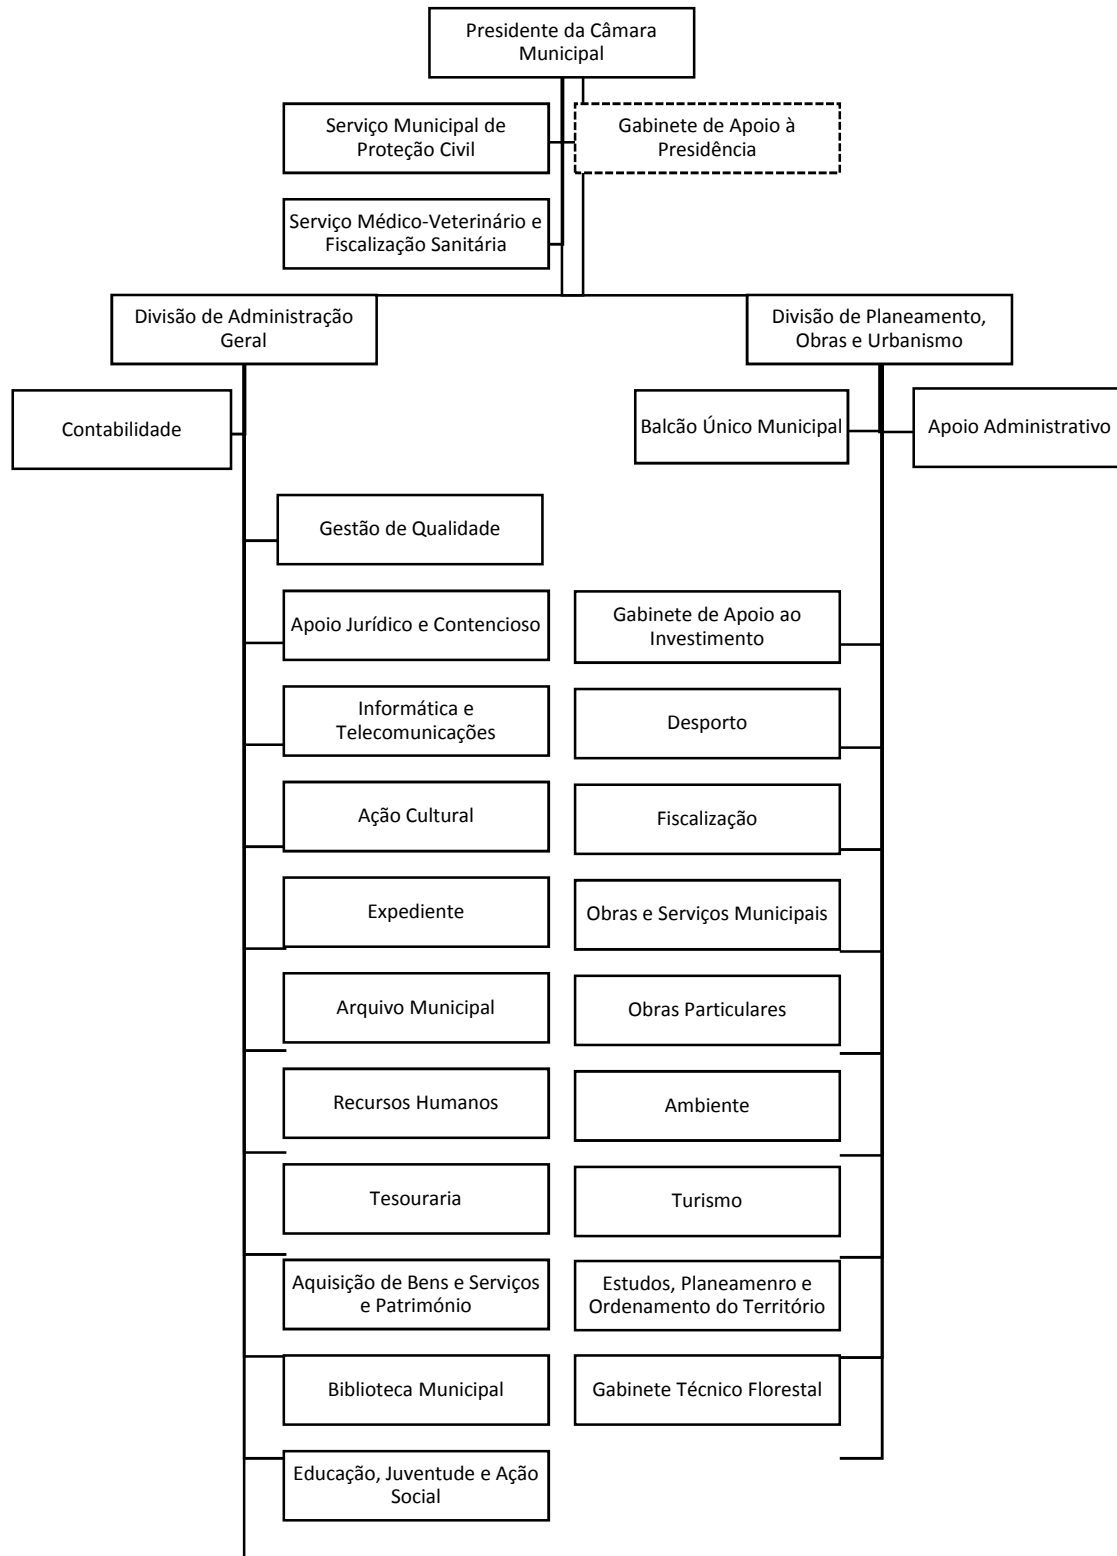 Presidente da Câmara
Municipal
Serviço Municipal de
Proteção Civil
Gabinete de Apoio à
Presidência
Serviço Médico-Veterinário e
Fiscalização Sanitária
Divisão de Administração
Geral
Divisão de Planeamento,
Obras e Urbanismo
Contabilidade
Balcão Único Municipal
Apoio Administrativo
Gestão de Qualidade
Apoio Jurídico e Contencioso
Gabinete de Apoio ao
Investimento
Informática e
Telecomunicações
Desporto
Ação Cultural
Fiscalização
Expediente
Obras e Serviços Municipais
Arquivo Municipal
Obras Particulares
Recursos Humanos
Ambiente
Tesouraria
Turismo
Aquisição de Bens e Serviços
e Património
Estudos, Planeamenro e
Ordenamento do Território
Biblioteca Municipal
Gabinete Técnico Florestal
Educação, Juventude e Ação
Social